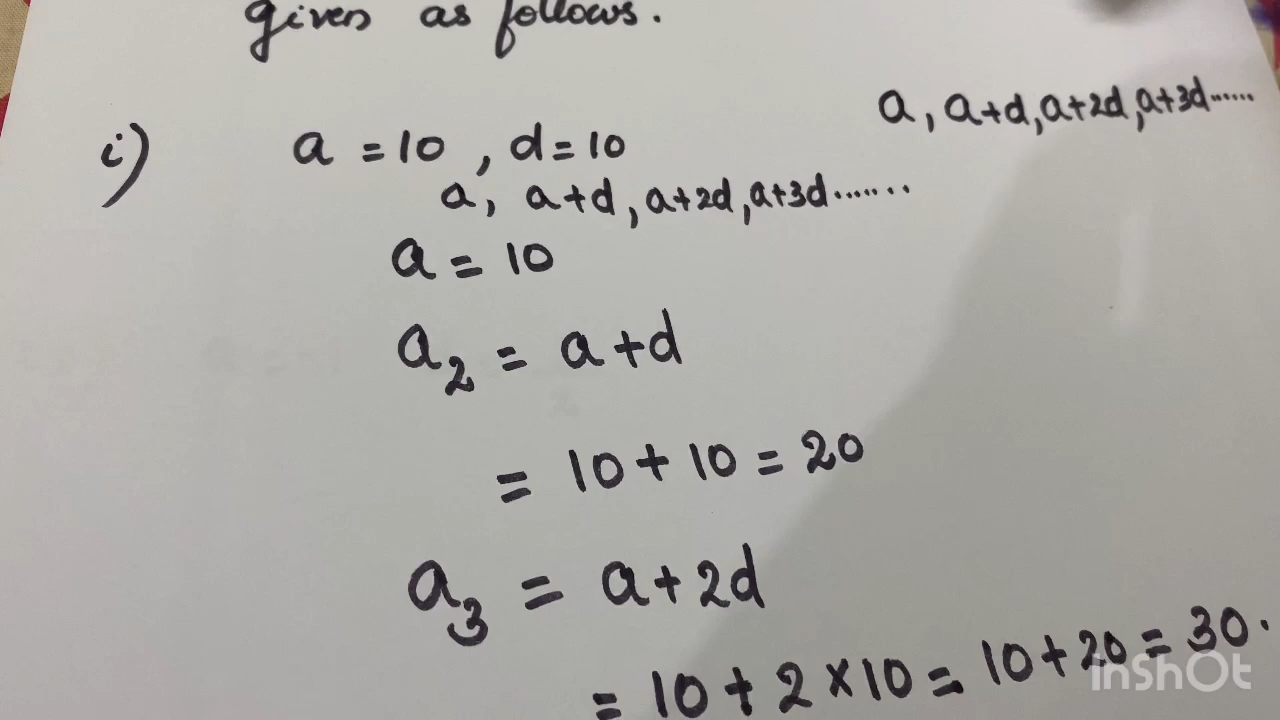 given as follows.
a, a+d, a+2d, a+3d......
i) a = 10, d = 10
a, a+d, a+2d, a+3d.......
a = 10
a₂ = a+d
= 10 + 10 = 20
a₃ = a+2d
= 10 + 2 × 10 = 10 + 20 = 30.
InShOt